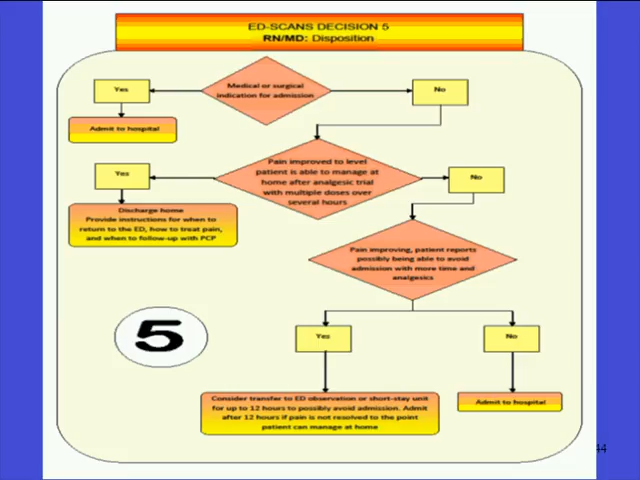 ED-SCANS DECISION 5
RN/MD: Disposition
Yes
Medical or surgical
indication for admission
No
Admit to hospital
Yes
Pain improved to level
patient is able to manage at
home after analgesic trial
with multiple doses over
several hours
No
Discharge home
Provide instructions for when to
return to the ED, how to treat pain,
and when to follow-up with PCP
Pain improving, patient reports
possibly being able to avoid
admission with more time and
analgesics
5
Yes
No
Consider transfer to ED observation or short-stay unit
for up to 12 hours to possibly avoid admission. Admit
after 12 hours if pain is not resolved to the point
patient can manage at home
Admit to hospital
44